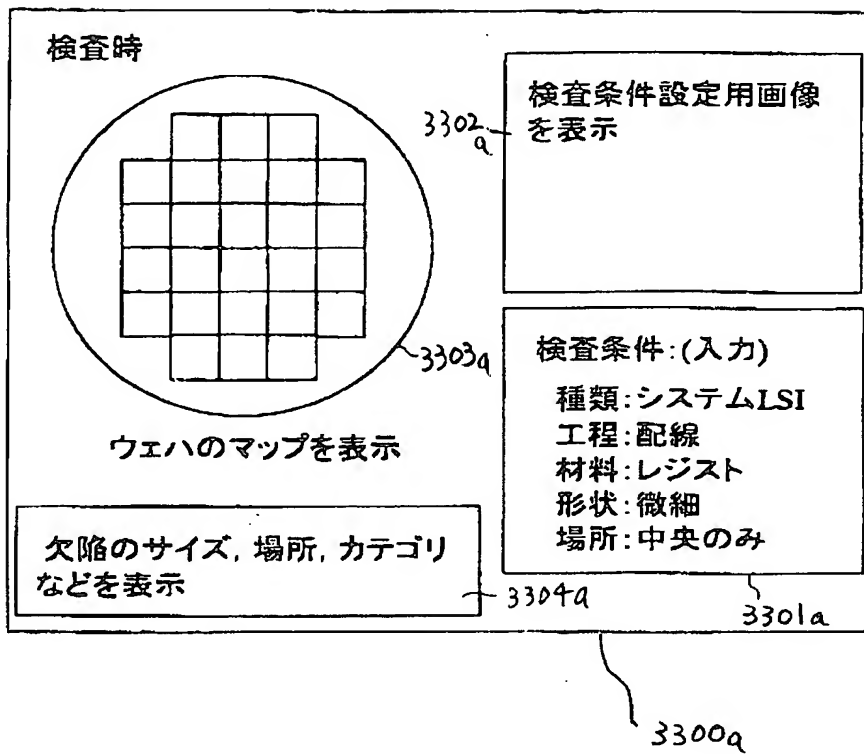 検査時
検査条件設定用画像
を表示
3302a
3303a
ウェハのマップを表示
検査条件:(入力)
種類:システムLSI
工程:配線
材料:レジスト
形状:微細
場所:中央のみ
欠陥のサイズ, 場所, カテゴリ
などを表示
3304a
3301a
3300a